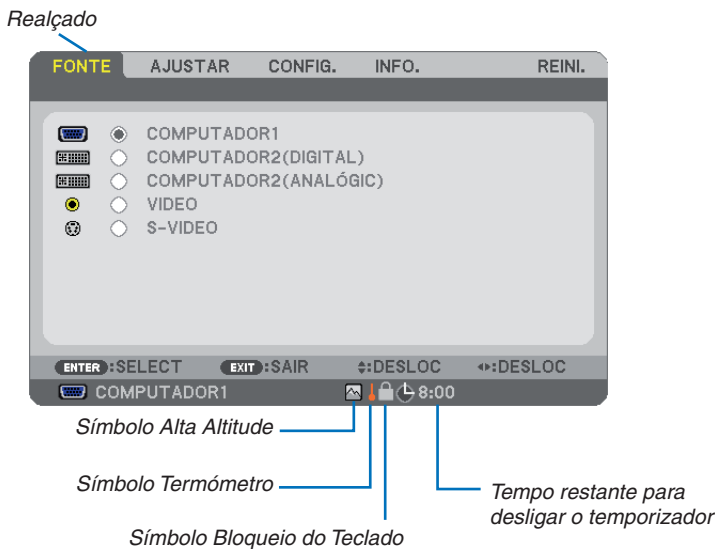 Realçado
FONTE AJUSTAR CONFIG. INFO. REINI.
COMPUTADOR1
COMPUTADOR2(DIGITAL)
COMPUTADOR2(ANALÓGIC)
VIDEO
S-VIDEO
ENTER:SELECT EXIT:SAIR :DESLOC :DESLOC
COMPUTADOR1 8:00
Símbolo Alta Altitude
Símbolo Termómetro
Tempo restante para
desligar o temporizador
Símbolo Bloqueio do Teclado